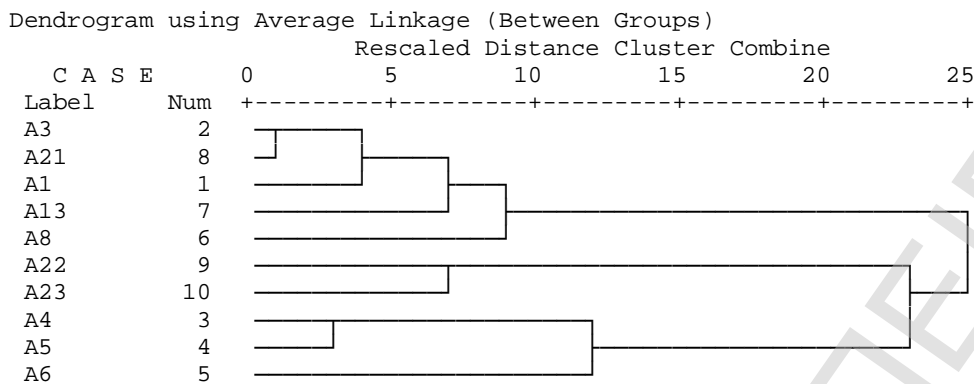 Dendrogram using Average Linkage (Between Groups)
Rescaled Distance Cluster Combine
C A S E 0 5 10 15 20 25
Label Num +---------+---------+---------+---------+---------+
A3 2
A21 8
A1 1
A13 7
A8 6
A22 9
A23 10
A4 3
A5 4
A6 5